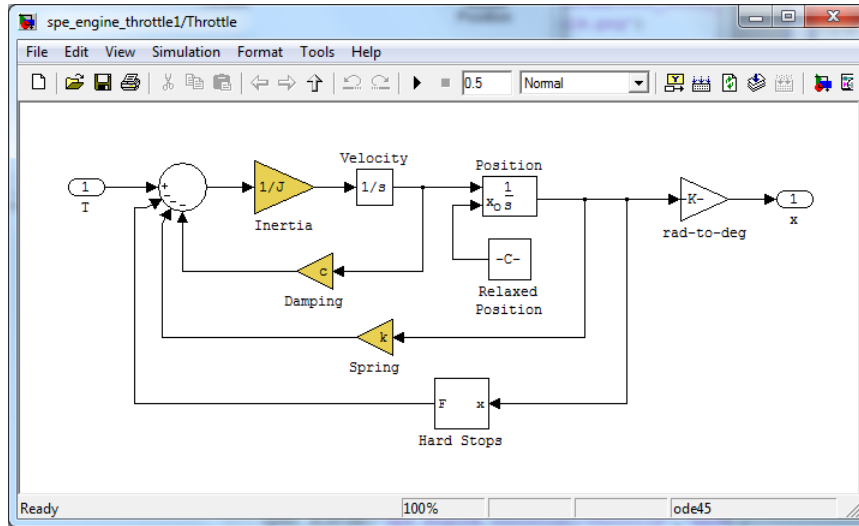 spe_engine_throttle1/Throttle
File Edit View Simulation Format Tools Help
0.5 Normal
Velocity
Position
1 + - - - 1/J 1/s 1/s x₀ -K- 1
T
Inertia
rad-to-deg
x
c
-C-
Damping
Relaxed
Position
k
Spring
F x
Hard Stops
Ready 100% ode45